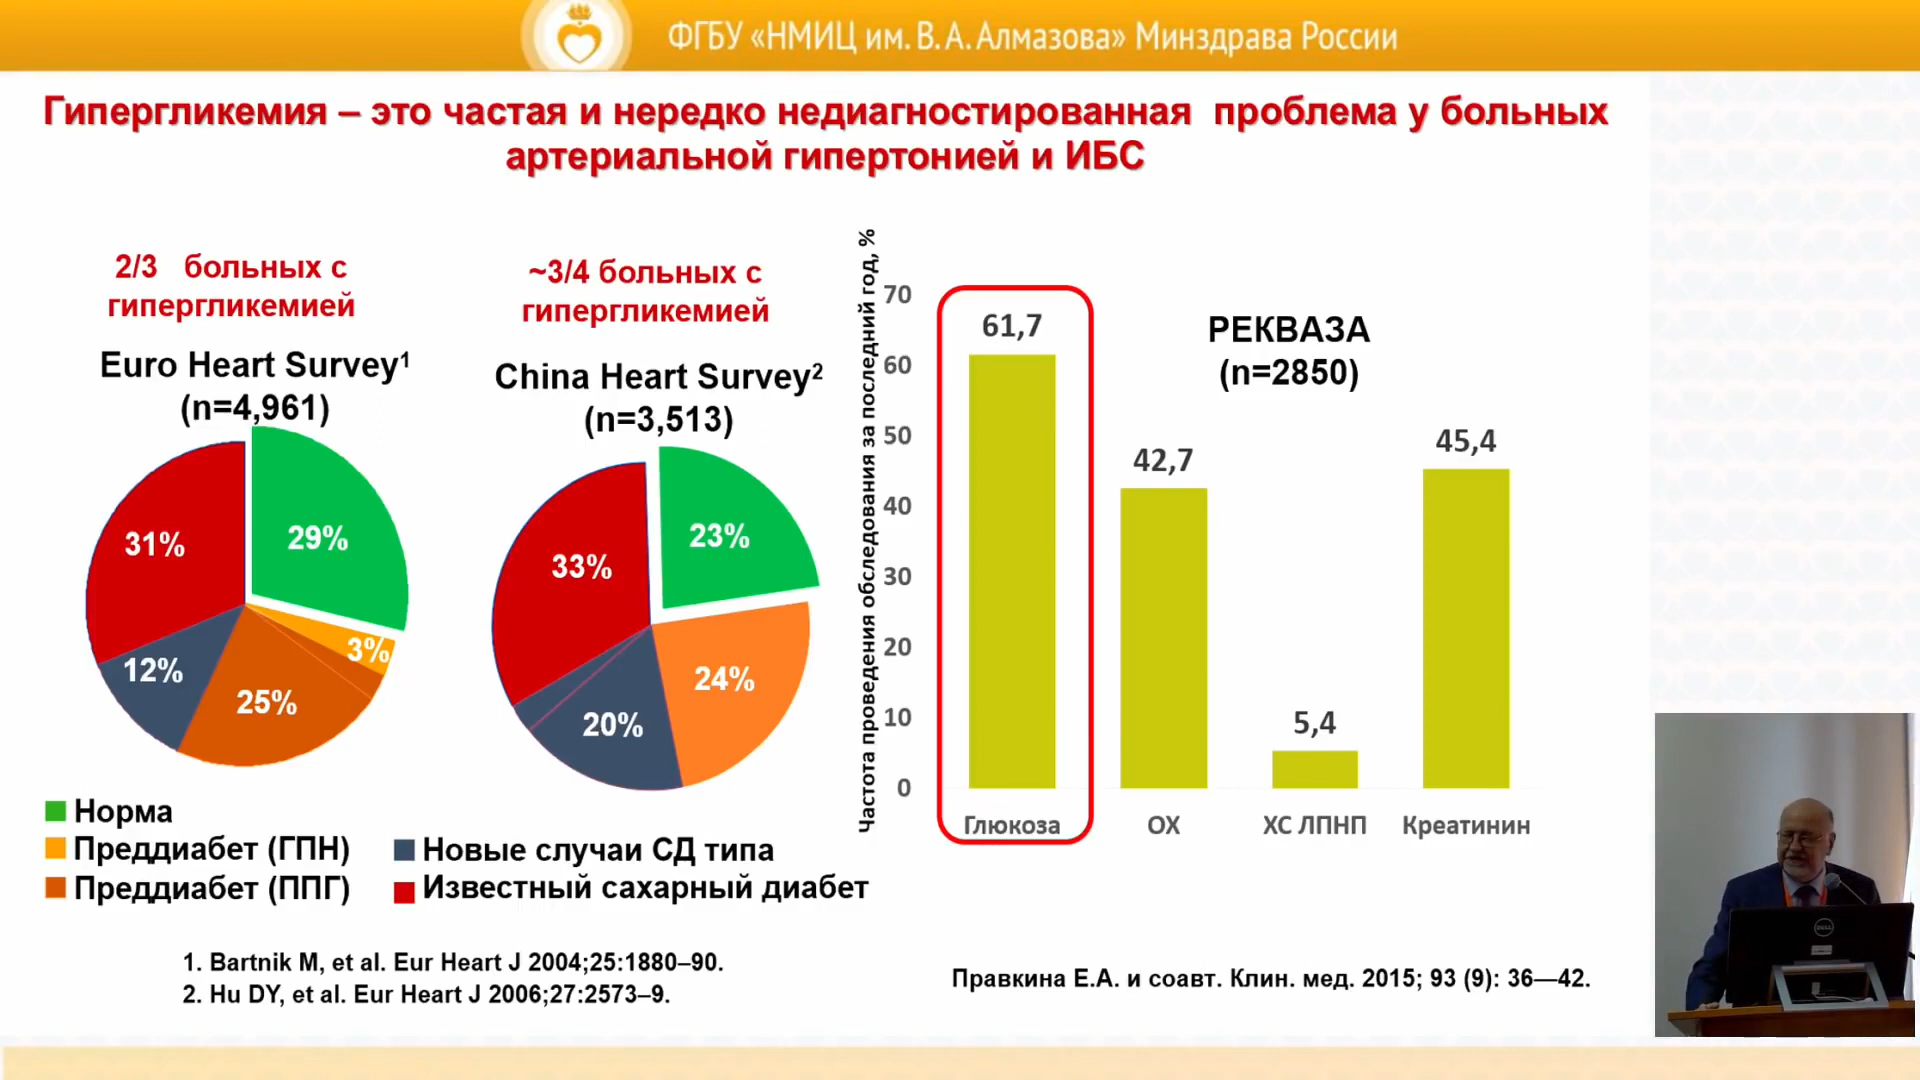 ФГБУ «НМИЦ им. В. А. Алмазова» Минздрава России
Гипергликемия – это частая и нередко недиагностированная проблема у больных
артериальной гипертонией и ИБС
2/3 больных с
гипергликемией
Euro Heart Survey¹
(n=4,961)
31%
29%
3%
12%
25%
~3/4 больных с
гипергликемией
China Heart Survey²
(n=3,513)
33%
23%
24%
20%
Норма
Преддиабет (ГПН)
Преддиабет (ППГ)
Новые случаи СД типа
Известный сахарный диабет
1. Bartnik M, et al. Eur Heart J 2004;25:1880–90.
2. Hu DY, et al. Eur Heart J 2006;27:2573–9.
Частота проведения обследования за последний год, %
70
60
50
40
30
20
10
0
РЕКВАЗА
(n=2850)
61,7
42,7
5,4
45,4
Глюкоза
ОХ
ХС ЛПНП
Креатинин
Правкина Е.А. и соавт. Клин. мед. 2015; 93 (9): 36—42.
DELL